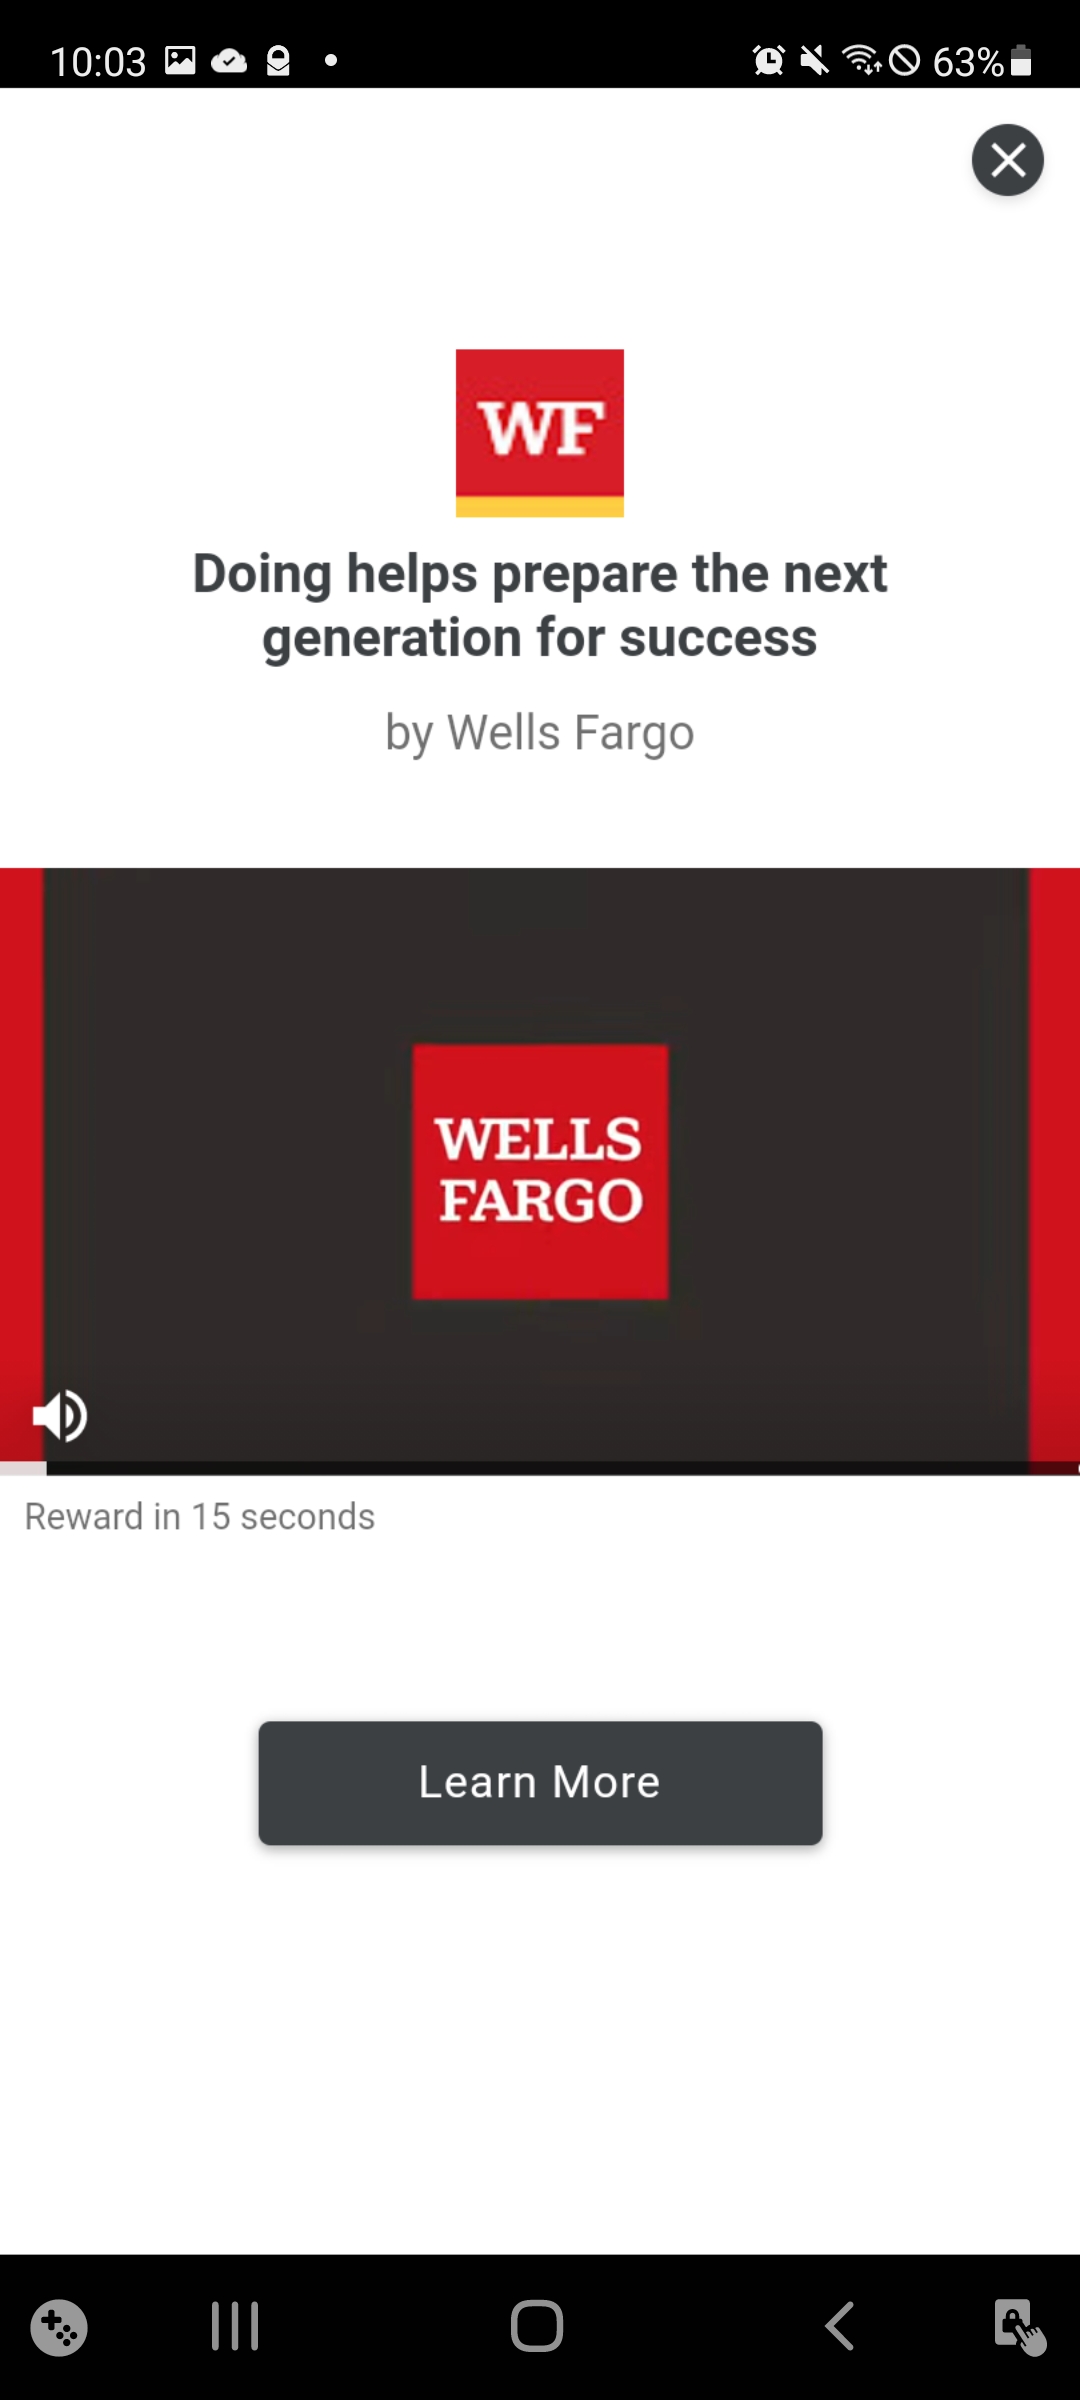 10:03
63%
WF
Doing helps prepare the next
generation for success
by Wells Fargo
WELLS
FARGO
Reward in 15 seconds
Learn More